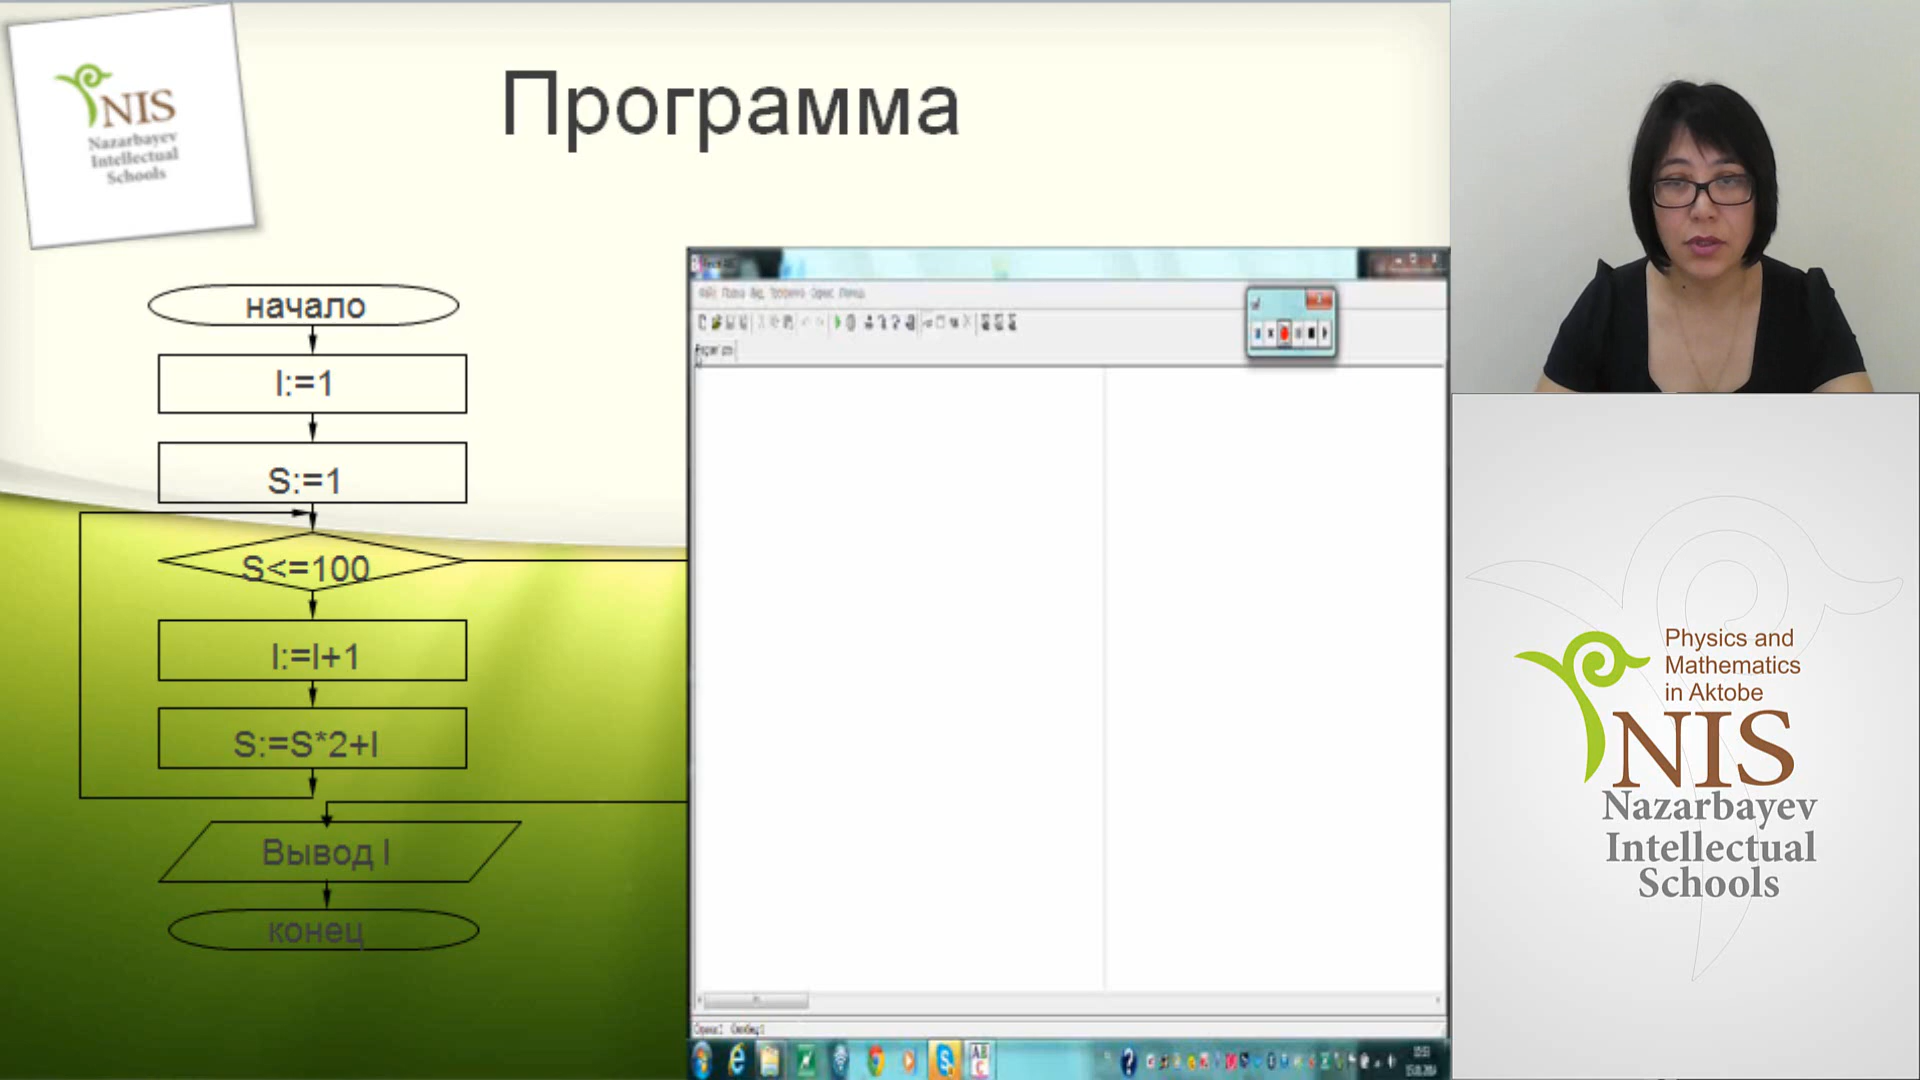 NIS
Nazarbayev
Intellectual
Schools
Программа
начало
I:=1
S:=1
S<=100
I:=I+1
S:=S*2+I
Вывод I
конец
Physics and
Mathematics
in Aktobe
NIS
Nazarbayev
Intellectual
Schools